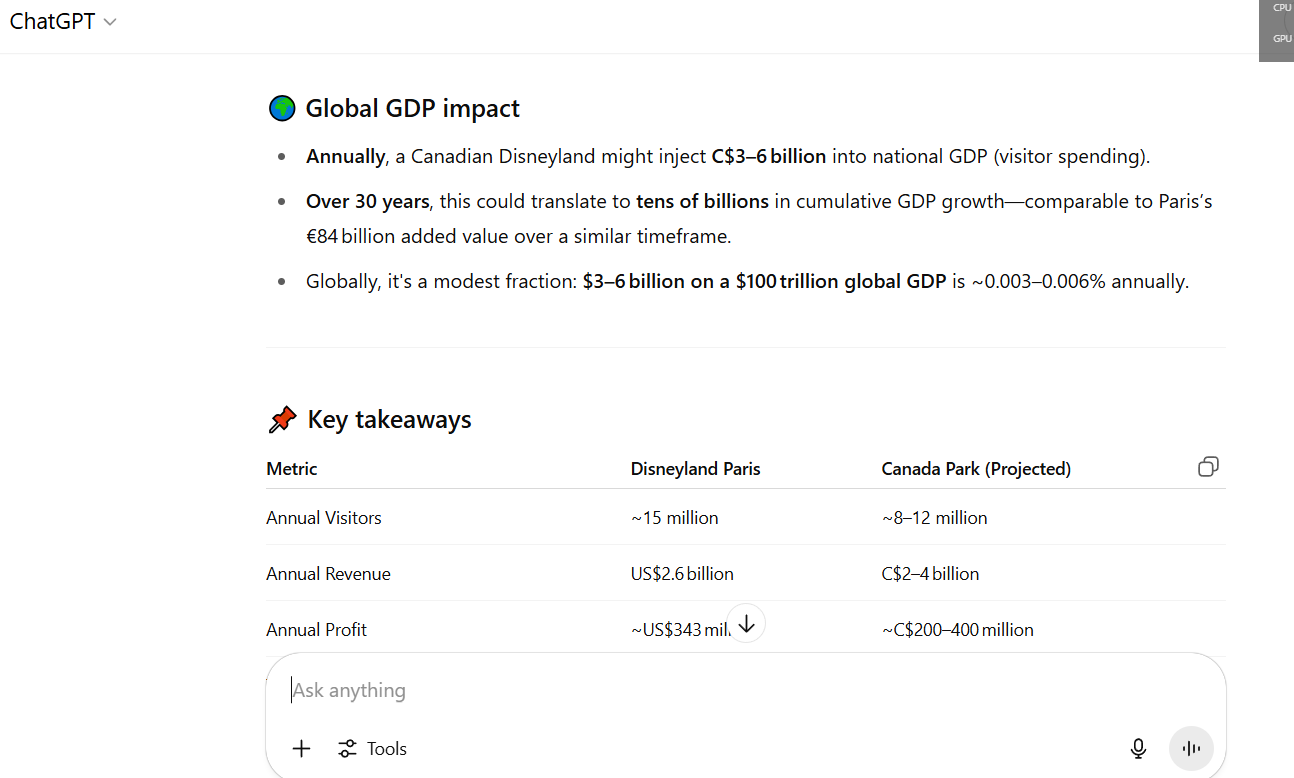 ChatGPT
CPU
GPU
Global GDP impact
Annually, a Canadian Disneyland might inject C$3–6 billion into national GDP (visitor spending).
Over 30 years, this could translate to tens of billions in cumulative GDP growth—comparable to Paris’s
€84 billion added value over a similar timeframe.
Globally, it's a modest fraction: $3–6 billion on a $100 trillion global GDP is ~0.003–0.006% annually.
Key takeaways
Metric Disneyland Paris Canada Park (Projected)
Annual Visitors ~15 million ~8–12 million
Annual Revenue US$2.6 billion C$2–4 billion
Annual Profit ~US$343 mil ~C$200–400 million
Ask anything
Tools